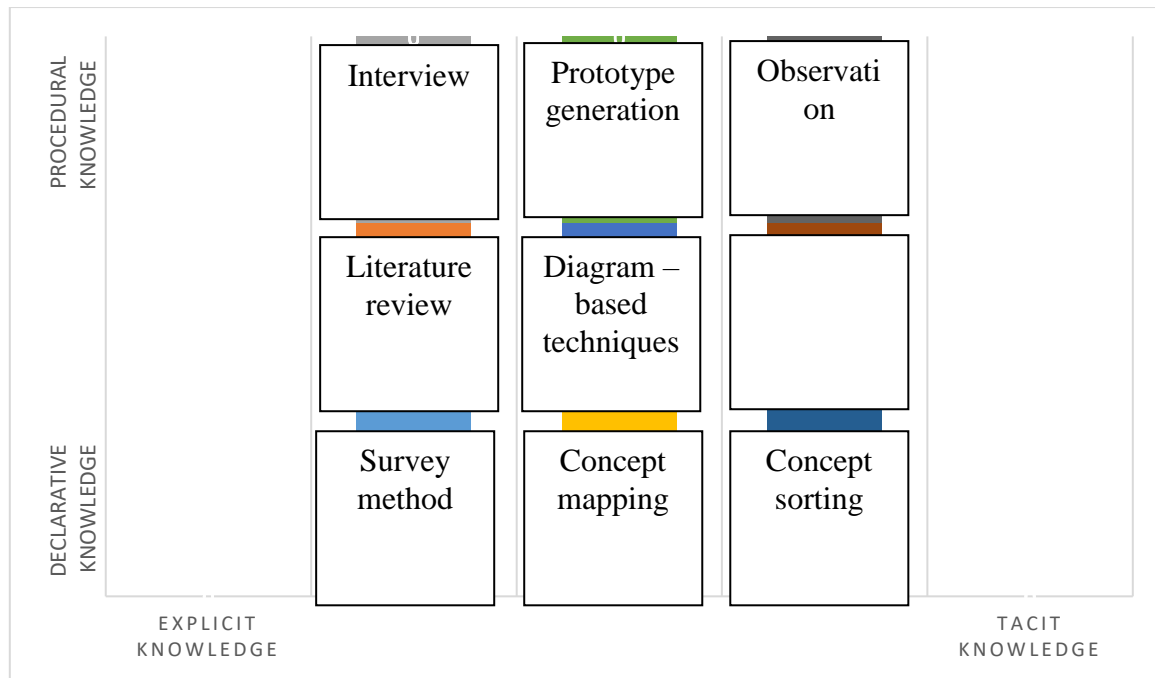 PROCEDURAL
KNOWLEDGE
Interview
Prototype
generation
Observati
on
Literature
review
Diagram –
based
techniques
DECLARATIVE
KNOWLEDGE
Survey
method
Concept
mapping
Concept
sorting
EXPLICIT
KNOWLEDGE
TACIT
KNOWLEDGE